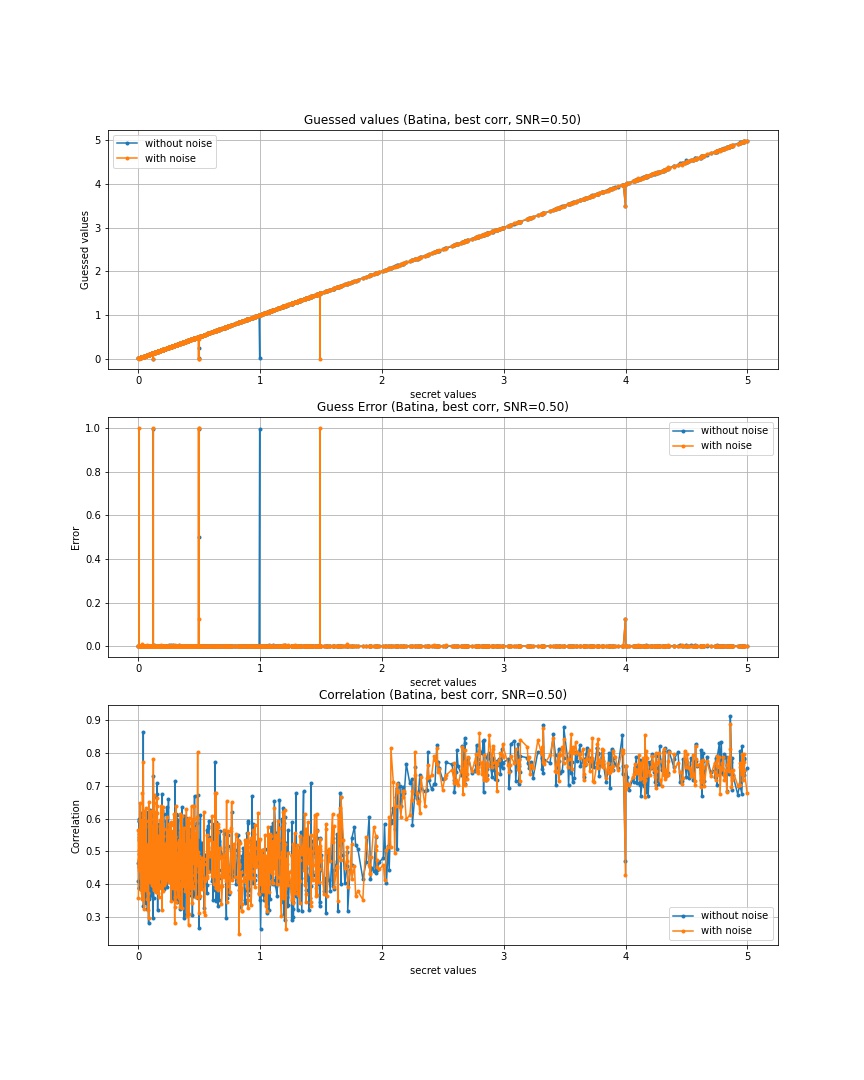 Guessed values (Batina, best corr, SNR=0.50)
without noise
with noise
Guessed values
5
4
3
2
1
0
0 1 2 3 4 5
secret values
Guess Error (Batina, best corr, SNR=0.50)
without noise
with noise
Error
1.0
0.8
0.6
0.4
0.2
0.0
0 1 2 3 4 5
secret values
Correlation (Batina, best corr, SNR=0.50)
Correlation
0.9
0.8
0.7
0.6
0.5
0.4
0.3
without noise
with noise
0 1 2 3 4 5
secret values